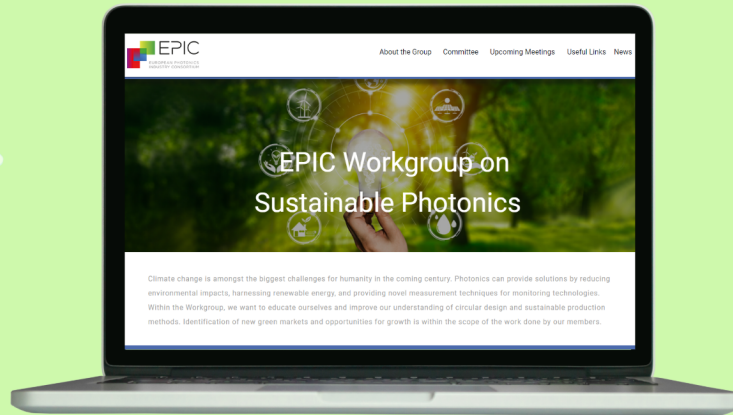 EPIC
EUROPEAN PHOTONICS
INDUSTRY CONSORTIUM
About the Group Committee Upcoming Meetings Useful Links News
EPIC Workgroup on
Sustainable Photonics
Climate change is amongst the biggest challenges for humanity in the coming century. Photonics can provide solutions by reducing
environmental impacts, harnessing renewable energy, and providing novel measurement techniques for monitoring technologies.
Within the Workgroup, we want to educate ourselves and improve our understanding of circular design and sustainable production
methods. Identification of new green markets and opportunities for growth is within the scope of the work done by our members.